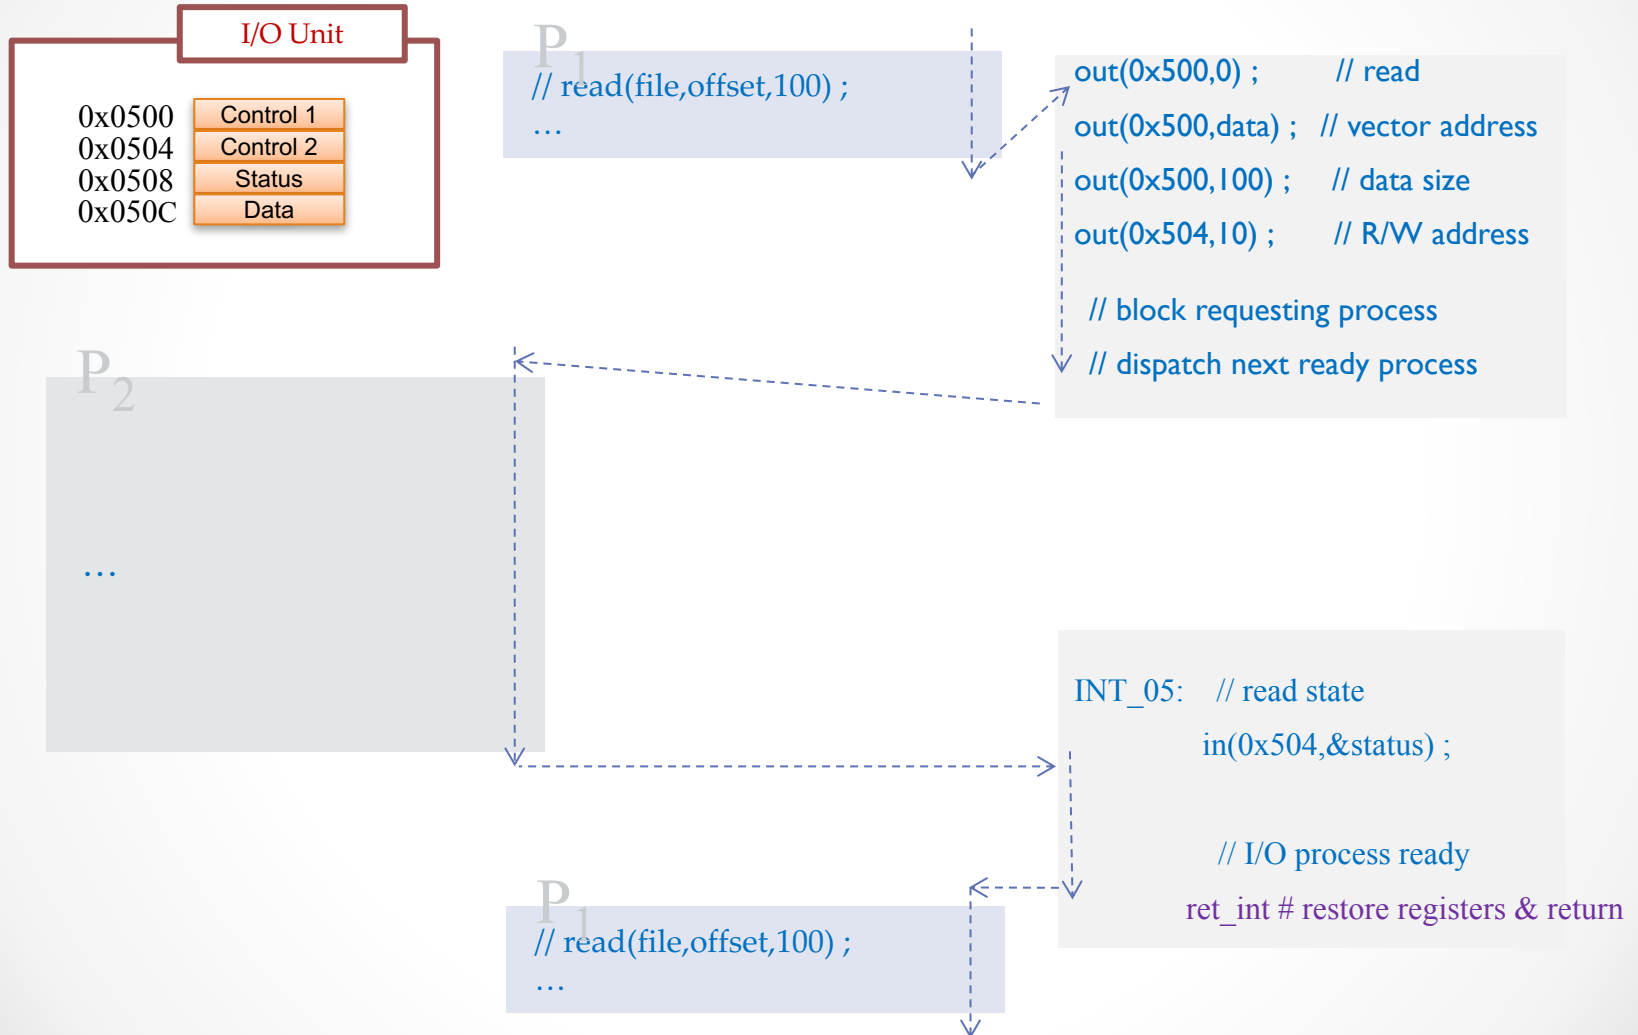 I/O Unit
0x0500 Control 1
0x0504 Control 2
0x0508 Status
0x050C Data
P1
// read(file,offset,100) ;
…
out(0x500,0) ; // read
out(0x500,data) ; // vector address
out(0x500,100) ; // data size
out(0x504,10) ; // R/W address
// block requesting process
// dispatch next ready process
P2
…
INT_05: // read state
in(0x504,&status) ;
// I/O process ready
ret_int # restore registers & return
P1
// read(file,offset,100) ;
…